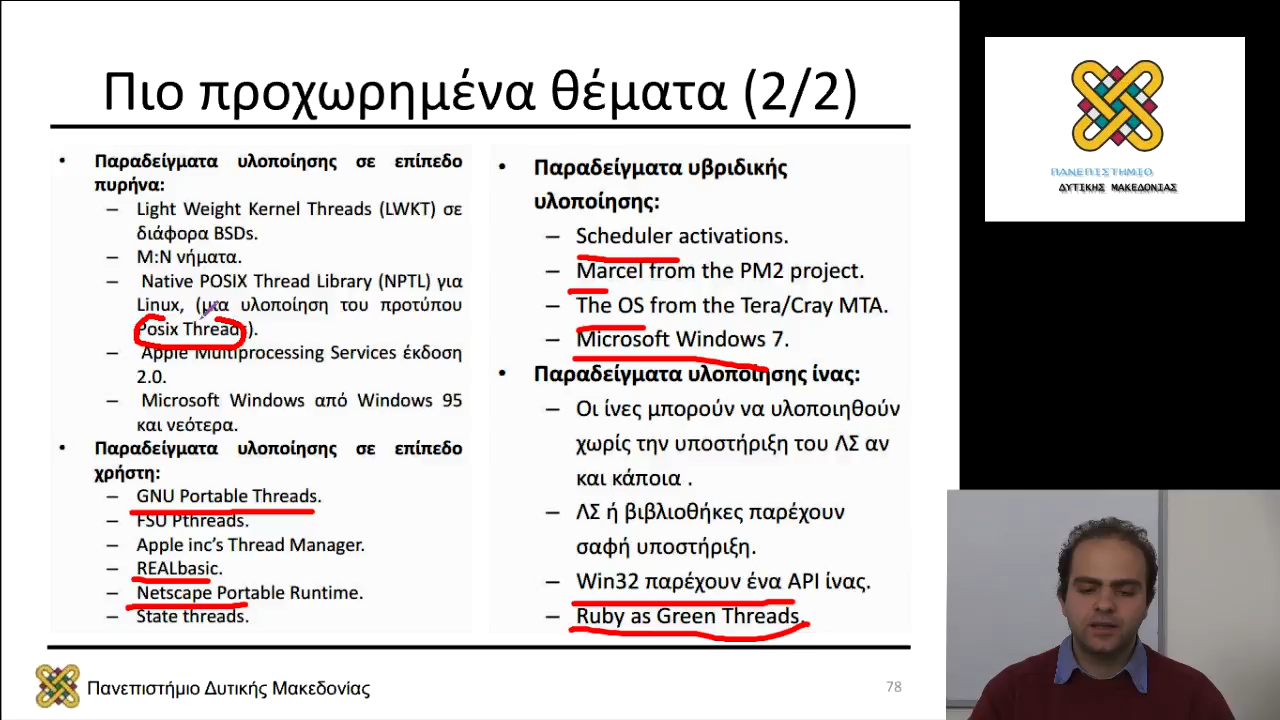 Πιο προχωρημένα θέματα (2/2)
• Παραδείγματα υλοποίησης σε επίπεδο
πυρήνα:
– Light Weight Kernel Threads (LWKT) σε
διάφορα BSDs.
– M:N νήματα.
– Native POSIX Thread Library (NPTL) για
Linux, (μια υλοποίηση του προτύπου
Posix Threads).
– Apple Multiprocessing Services έκδοση
2.0.
– Microsoft Windows από Windows 95
και νεότερα.
• Παραδείγματα υλοποίησης σε επίπεδο
χρήστη:
– GNU Portable Threads.
– FSU Pthreads.
– Apple inc's Thread Manager.
– REALbasic.
– Netscape Portable Runtime.
– State threads.
• Παραδείγματα υβριδικής
υλοποίησης:
– Scheduler activations.
– Marcel from the PM2 project.
– The OS from the Tera/Cray MTA.
– Microsoft Windows 7.
• Παραδείγματα υλοποίησης ίνας:
– Οι ίνες μπορούν να υλοποιηθούν
χωρίς την υποστήριξη του ΛΣ αν
και κάποια .
– ΛΣ ή βιβλιοθήκες παρέχουν
σαφή υποστήριξη.
– Win32 παρέχουν ένα API ίνας.
– Ruby as Green Threads.
Πανεπιστήμιο Δυτικής Μακεδονίας
78
ΠΑΝΕΠΙΣΤΗΜΙΟ
ΔΥΤΙΚΗΣ ΜΑΚΕΔΟΝΙΑΣ